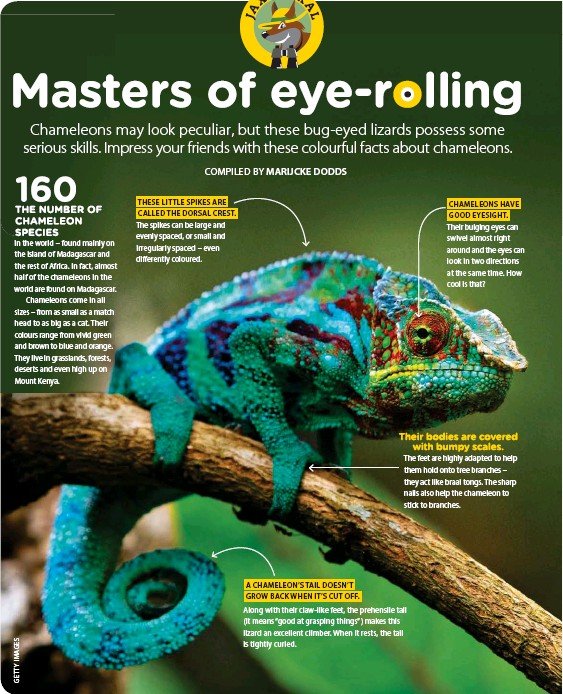 Masters of eye-rolling
Chameleons may look peculiar, but these bug-eyed lizards possess some
serious skills. Impress your friends with these colourful facts about chameleons.
COMPILED BY MARIJCKE DODDS
160
THE NUMBER OF
CHAMELEON
SPECIES
In the world – found mainly on
the island of Madagascar and
the rest of Africa. In fact, almost
half of the chameleons in the
world are found on Madagascar.
Chameleons come in all
sizes – from as small as a match
head to as big as a cat. Their
colours range from vivid green
and brown to blue and orange.
They live in grasslands, forests,
deserts and even high up on
Mount Kenya.
THESE LITTLE SPIKES ARE
CALLED THE DORSAL CREST.
The spikes can be large and
evenly spaced, or small and
irregularly spaced – even
differently coloured.
CHAMELEONS HAVE
GOOD EYESIGHT.
Their bulging eyes can
swivel almost right
around and the eyes can
look in two directions
at the same time. How
cool is that?
Their bodies are covered
with bumpy scales.
The feet are highly adapted to help
them hold onto tree branches –
they act like braai tongs. The sharp
nails also help the chameleon to
stick to branches.
A CHAMELEON'S TAIL DOESN'T
GROW BACK WHEN IT'S CUT OFF.
Along with their claw-like feet, the prehensile tail
(it means "good at grasping things") makes this
lizard an excellent climber. When it rests, the tail
is tightly curled.
GETTY IMAGES